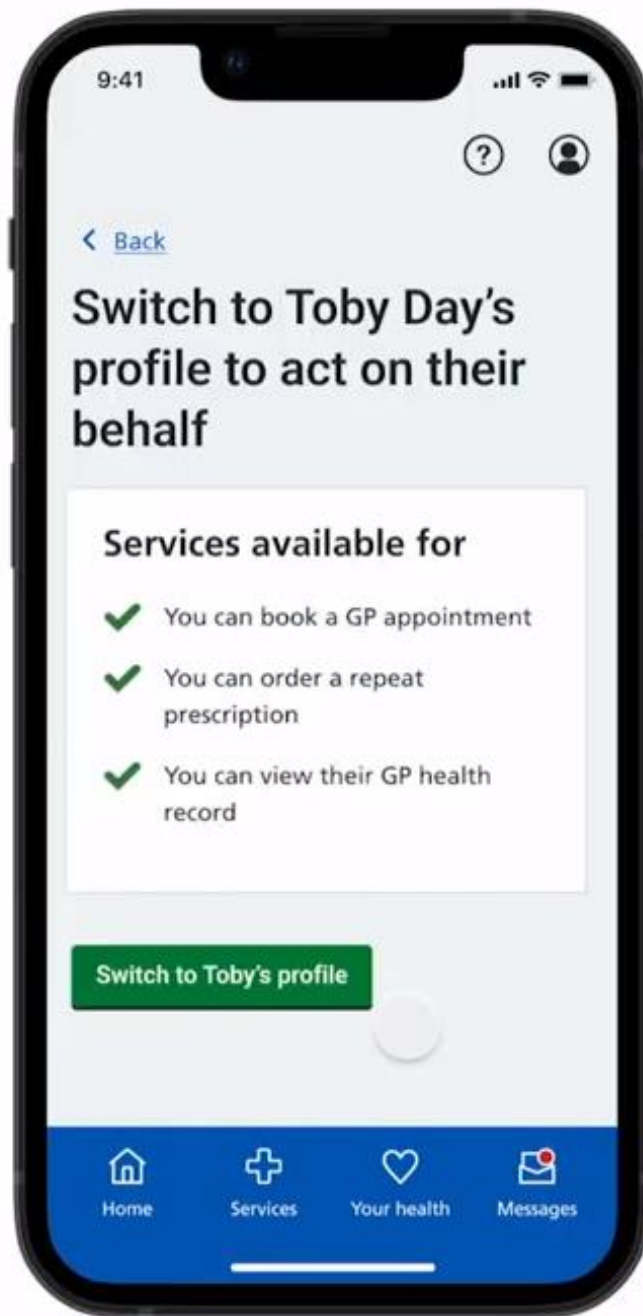 9:41
?
Back
Switch to Toby Day's
profile to act on their
behalf
Services available for
You can book a GP appointment
You can order a repeat
prescription
You can view their GP health
record
Switch to Toby's profile
Home
Services
Your health
Messages